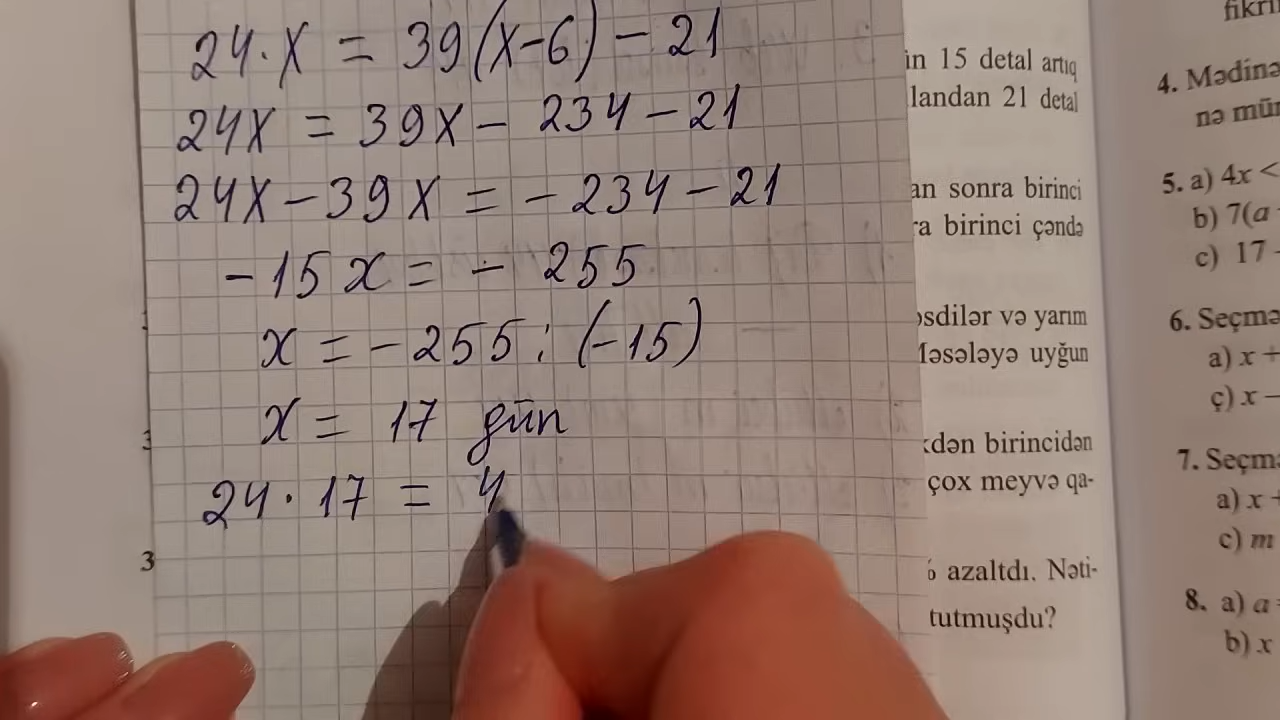 24·x = 39(x-6) - 21
24x = 39x - 234 - 21
24x - 39x = - 234 - 21
-15x = - 255
x = - 255 : (-15)
x = 17 gün
24·17 = 4
3
in 15 detal artıq
landan 21 detal
an sonra birinci
ra birinci çəndə
əsdilər və yarım
Məsələyə uyğun
kdən birincidən
çox meyvə qa-
% azaltdı. Nəti-
tutmuşdu?
fikri
4. Mədinə
nə mün
5. a) 4x <
b) 7(a -
c) 17 -
6. Seçmə
a) x +
ç) x –
7. Seçmə
a) x +
c) m
8. a) a
b) x